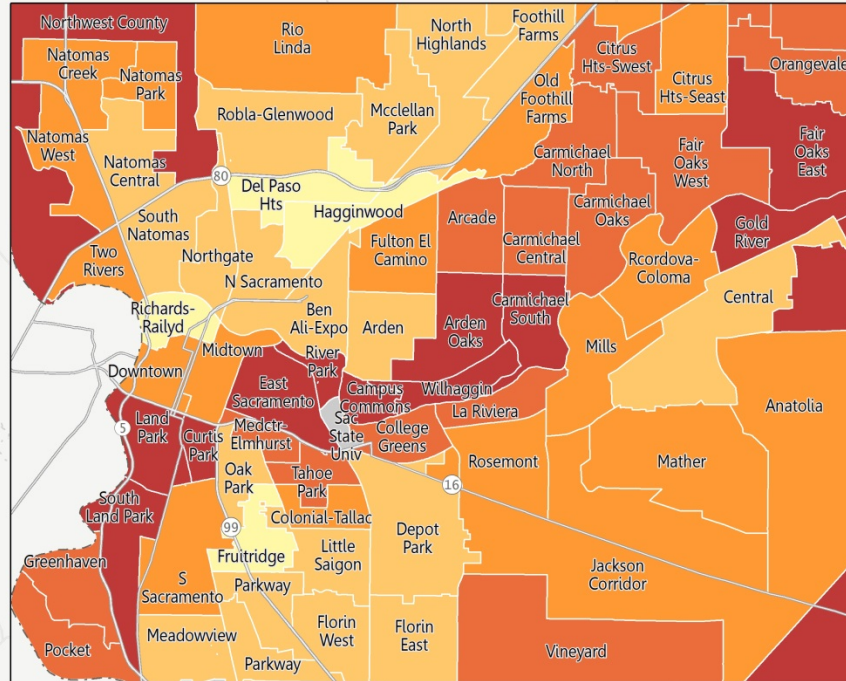 Northwest County
Natomas
Creek
Natomas
Park
Rio
Linda
North
Highlands
Foothill
Farms
Citrus
Hts-Swest
Orangevale
Citrus
Hts-Seast
Old
Foothill
Farms
Robla-Glenwood
Mcclellan
Park
Natomas
West
Natomas
Central
Fair
Oaks
East
Fair
Oaks
West
Carmichael
North
80
Del Paso
Hts
Hagginwood
Arcade
Carmichael
Oaks
South
Natomas
Gold
River
Fulton El
Camino
Carmichael
Central
Two
Rivers
Northgate
Rcordova-
Coloma
N Sacramento
Central
Richards-
Railyd
Ben
Ali-Expo
Arden
Arden
Oaks
Carmichael
South
Midtown
River
Park
Mills
Downtown
East
Sacramento
Campus
Commons
Wilhaggin
Anatolia
La Riviera
Land
Park
5
Curtis
Park
Medctr-
Elmhurst
Sac
State
Univ
College
Greens
Oak
Park
Tahoe
Park
Rosemont
Mather
16
South
Land Park
99
Colonial-Tallac
Depot
Park
Greenhaven
Fruitridge
Little
Saigon
Jackson
Corridor
S
Sacramento
Parkway
Meadowview
Florin
West
Florin
East
Pocket
Parkway
Vineyard